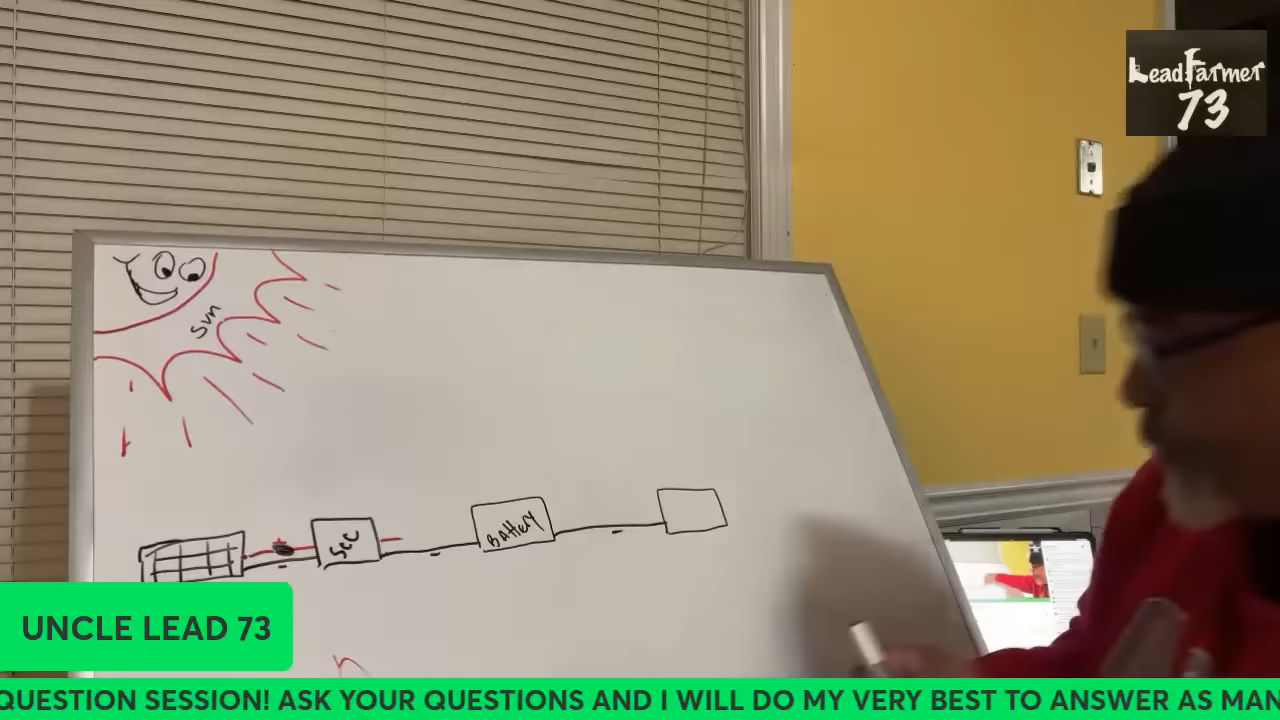 LeadFarmer
73
Sun
SCC
BAttery
UNCLE LEAD 73
QUESTION SESSION! ASK YOUR QUESTIONS AND I WILL DO MY VERY BEST TO ANSWER AS MAN